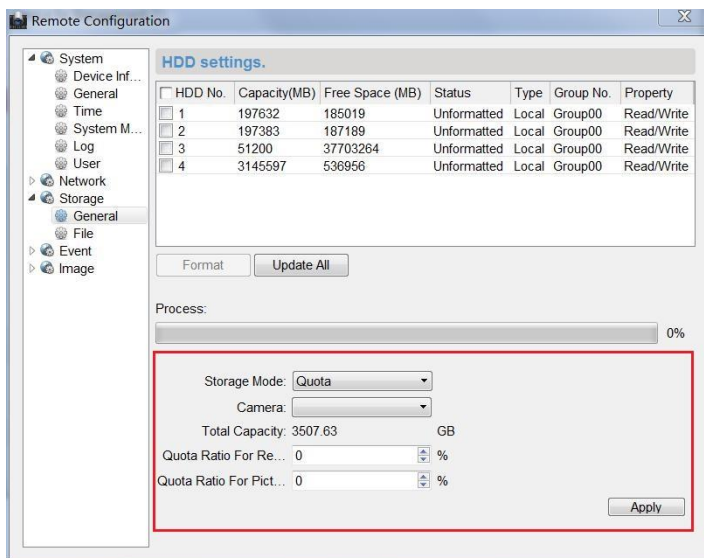 Remote Configuration
System
Device Inf...
General
Time
System M...
Log
User
Network
Storage
General
File
Event
Image
HDD settings.
HDD No. Capacity(MB) Free Space (MB) Status Type Group No. Property
1 197632 185019 Unformatted Local Group00 Read/Write
2 197383 187189 Unformatted Local Group00 Read/Write
3 51200 37703264 Unformatted Local Group00 Read/Write
4 3145597 536956 Unformatted Local Group00 Read/Write
Format Update All
Process:
0%
Storage Mode: Quota
Camera:
Total Capacity: 3507.63 GB
Quota Ratio For Re... 0 %
Quota Ratio For Pict... 0 %
Apply